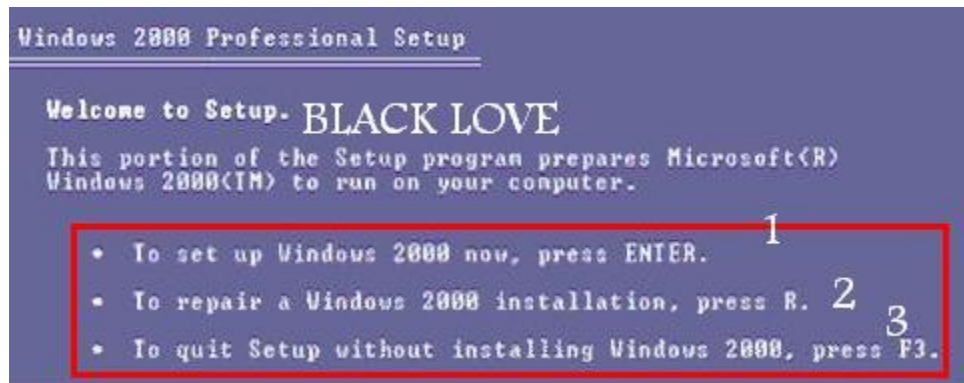 Windows 2000 Professional Setup
Welcome to Setup. BLACK LOVE
This portion of the Setup program prepares Microsoft(R)
Windows 2000(TM) to run on your computer.
1
• To set up Windows 2000 now, press ENTER.
• To repair a Windows 2000 installation, press R. 2
3
• To quit Setup without installing Windows 2000, press F3.